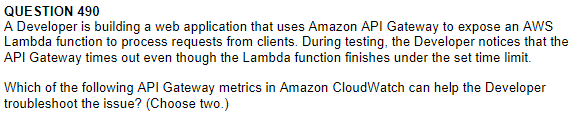 QUESTION 490
A Developer is building a web application that uses Amazon API Gateway to expose an AWS
Lambda function to process requests from clients. During testing, the Developer notices that the
API Gateway times out even though the Lambda function finishes under the set time limit.
Which of the following API Gateway metrics in Amazon CloudWatch can help the Developer
troubleshoot the issue? (Choose two.)